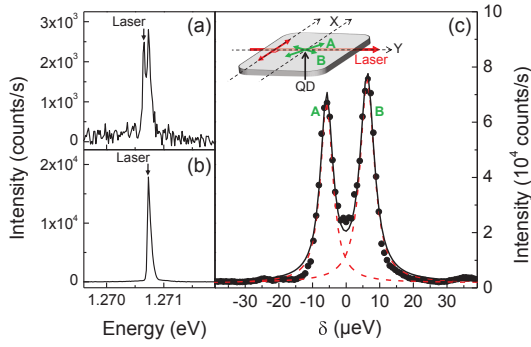 Laser
(a)
3x10³
2x10³
1x10³
0
Laser
(b)
2x10⁴
1x10⁴
0
1.270
1.271
Energy (eV)
Intensity (counts/s)
(c)
X
A
B
Y
Laser
QD
A
B
-30
-20
-10
0
10
20
30
δ (µeV)
10
8
6
4
2
0
Intensity (10⁴ counts/s)